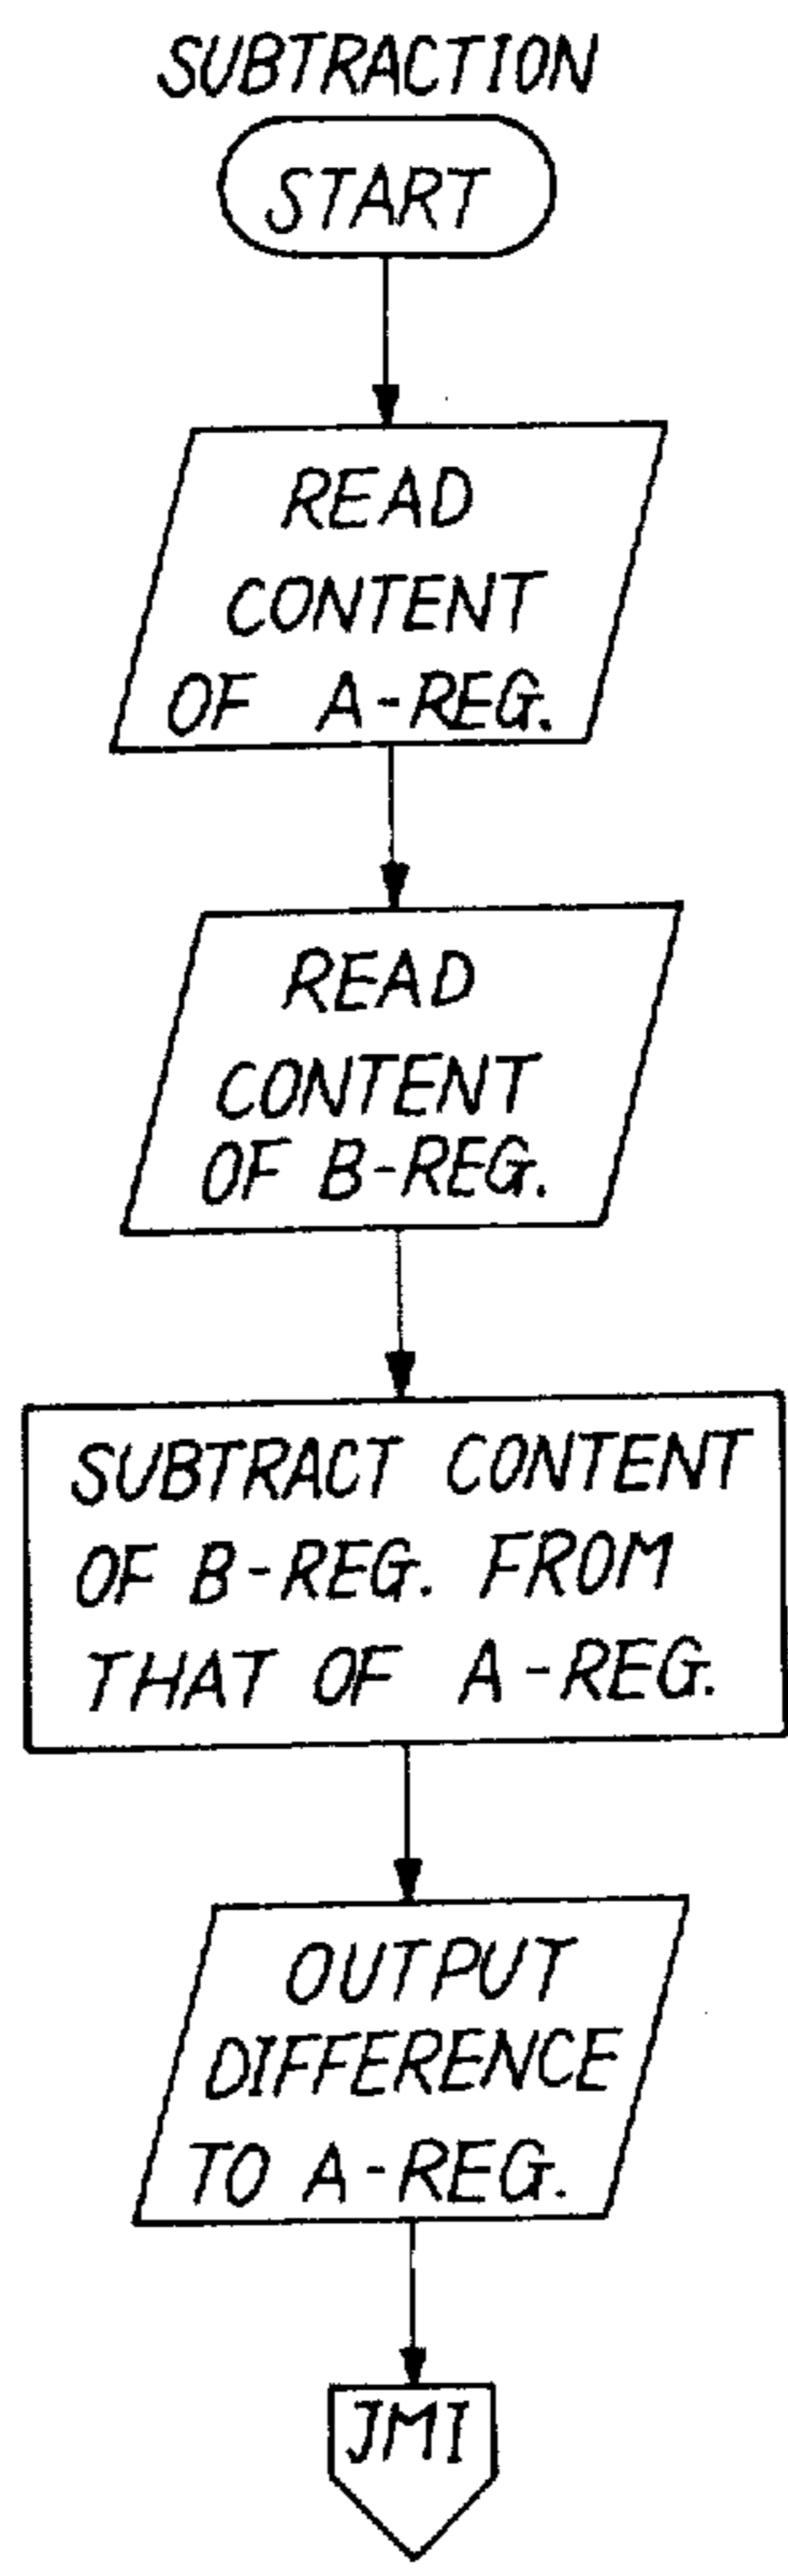 SUBTRACTION
START
READ
CONTENT
OF A-REG.
READ
CONTENT
OF B-REG.
SUBTRACT CONTENT
OF B-REG. FROM
THAT OF A-REG.
OUTPUT
DIFFERENCE
TO A-REG.
JMI